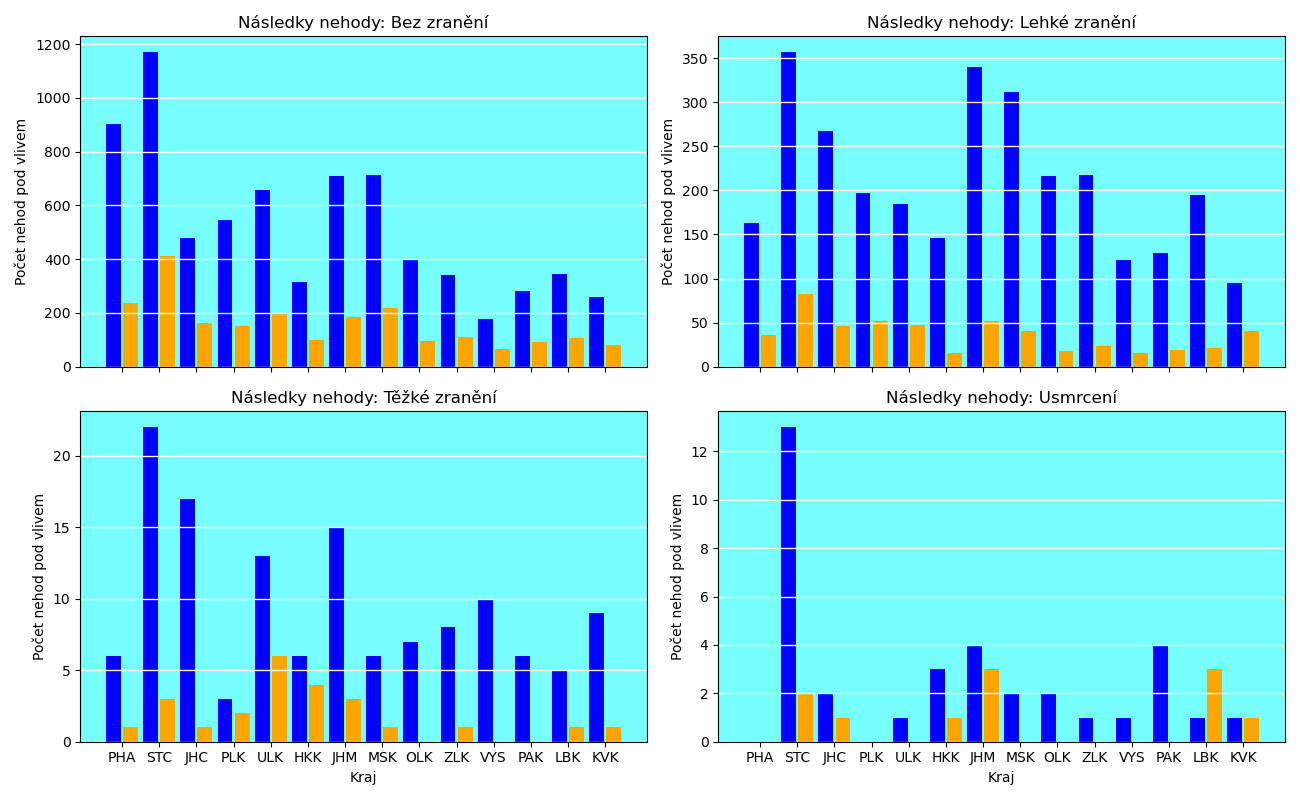 Následky nehody: Bez zranění
Počet nehod pod vlivem
1200
1000
800
600
400
200
0
Následky nehody: Lehké zranění
Počet nehod pod vlivem
350
300
250
200
150
100
50
0
Následky nehody: Těžké zranění
Počet nehod pod vlivem
20
15
10
5
0
PHA STC JHC PLK ULK HKK JHM MSK OLK ZLK VYS PAK LBK KVK
Kraj
Následky nehody: Usmrcení
Počet nehod pod vlivem
12
10
8
6
4
2
0
PHA STC JHC PLK ULK HKK JHM MSK OLK ZLK VYS PAK LBK KVK
Kraj